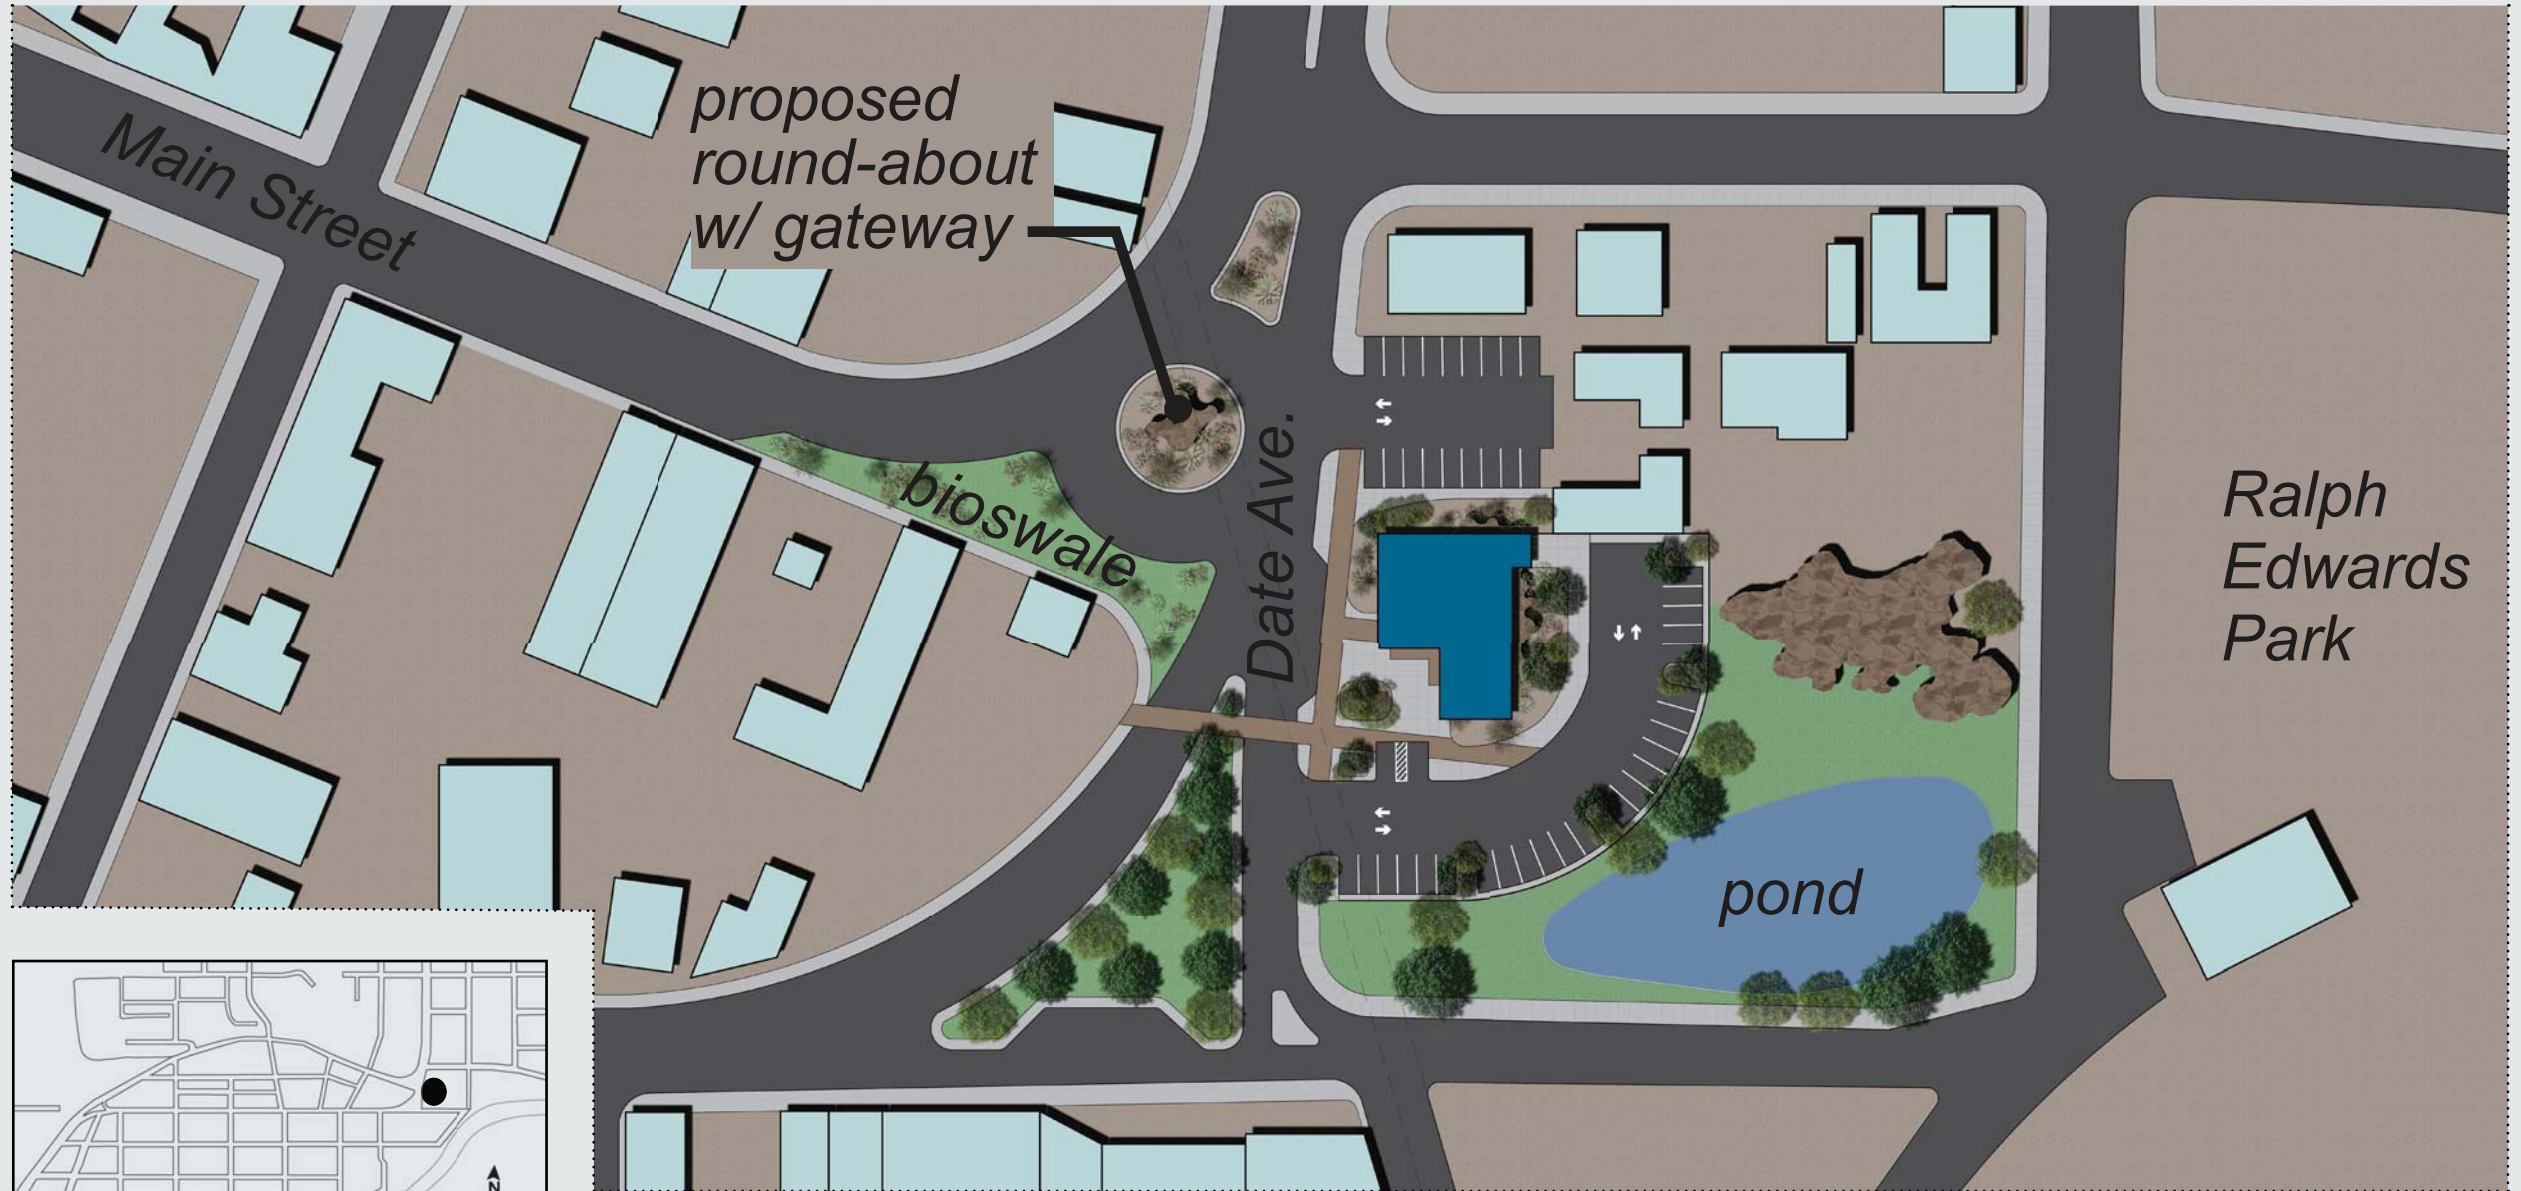 proposed
round-about
w/ gateway
Main Street
bioswale
Date Ave.
Ralph
Edwards
Park
pond
N